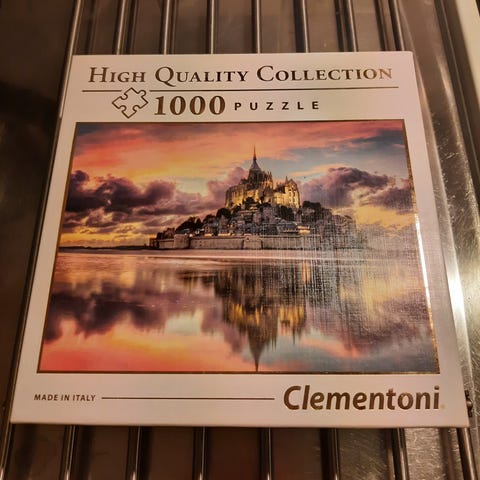 HIGH QUALITY COLLECTION
1000 PUZZLE
MADE IN ITALY
Clementoni